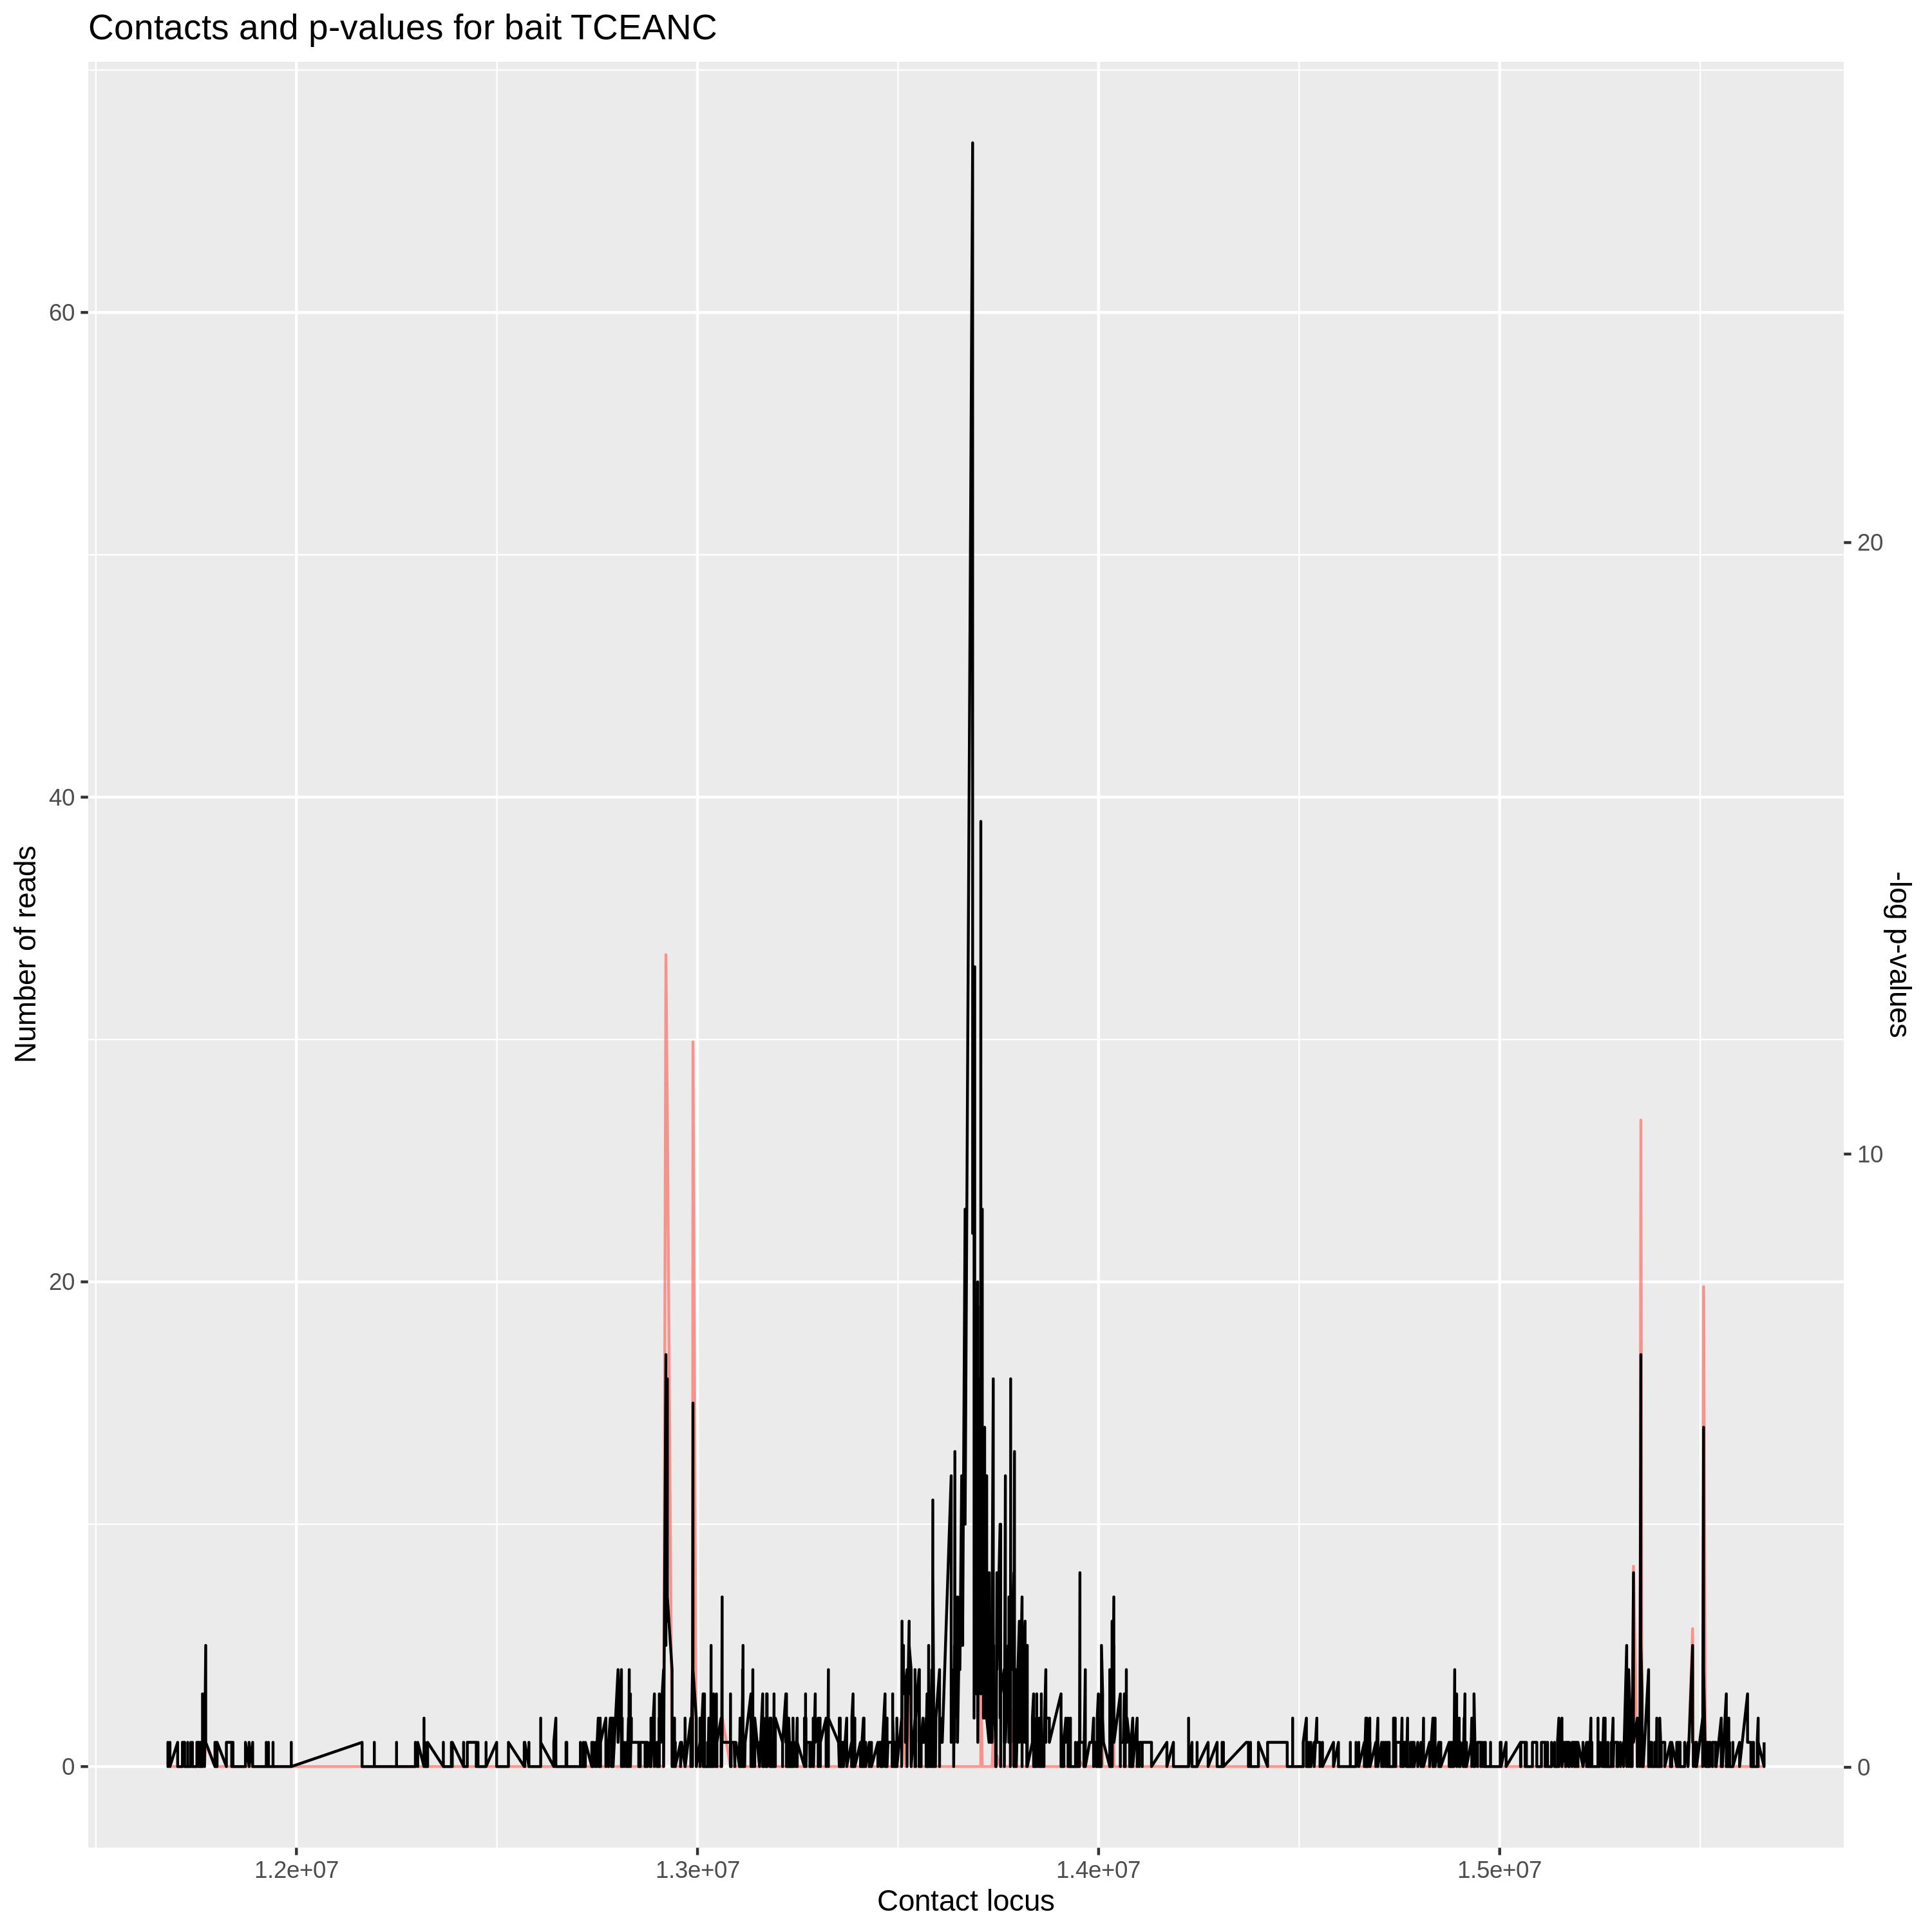 Contacts and p-values for bait TCEANC
60
40
20
0
Number of reads
20
10
0
-log p-values
1.2e+07
1.3e+07
1.4e+07
1.5e+07
Contact locus